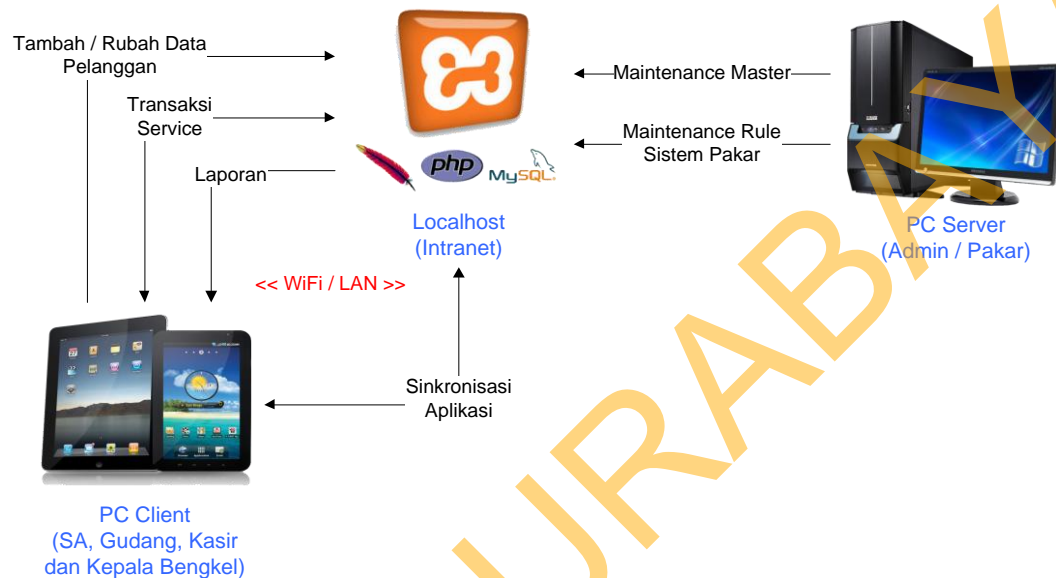 Tambah / Rubah Data
Pelanggan
Transaksi
Service
Laporan
php
MySQL
Localhost
(Intranet)
Maintenance Master
Maintenance Rule
Sistem Pakar
PC Server
(Admin / Pakar)
<< WiFi / LAN >>
Sinkronisasi
Aplikasi
PC Client
(SA, Gudang, Kasir
dan Kepala Bengkel)
URABAY